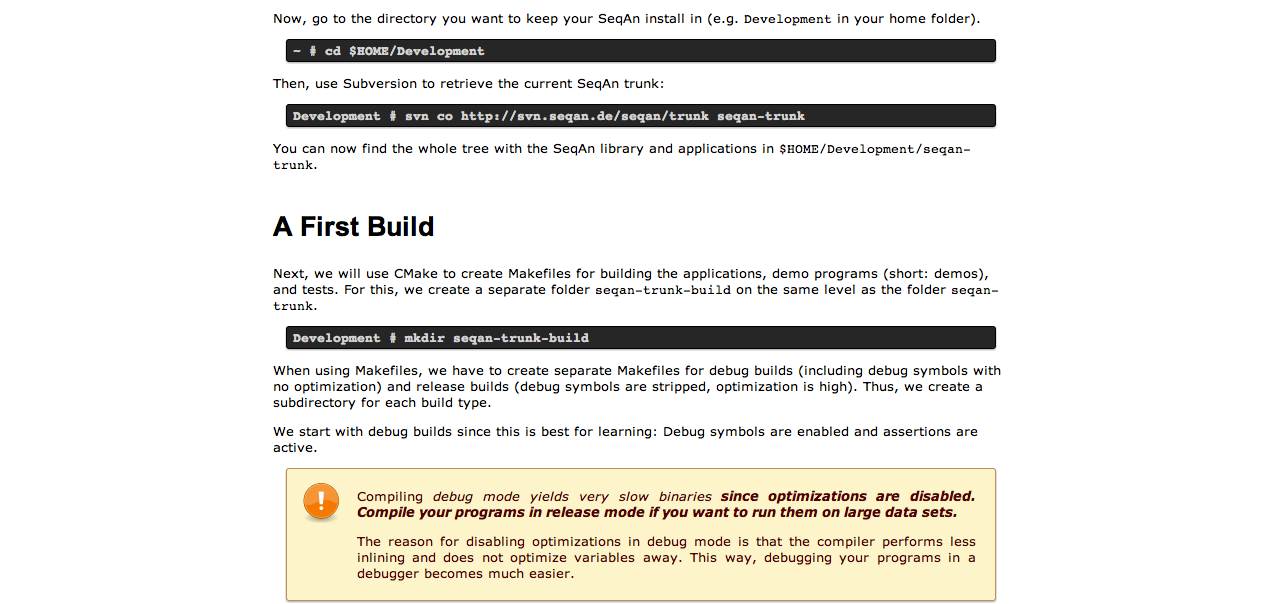 Now, go to the directory you want to keep your SeqAn install in (e.g. Development in your home folder).
~ # cd $HOME/Development
Then, use Subversion to retrieve the current SeqAn trunk:
Development # svn co http://svn.seqan.de/seqan/trunk seqan-trunk
You can now find the whole tree with the SeqAn library and applications in $HOME/Development/seqan-
trunk.
A First Build
Next, we will use CMake to create Makefiles for building the applications, demo programs (short: demos),
and tests. For this, we create a separate folder seqan-trunk-build on the same level as the folder seqan-
trunk.
Development # mkdir seqan-trunk-build
When using Makefiles, we have to create separate Makefiles for debug builds (including debug symbols with
no optimization) and release builds (debug symbols are stripped, optimization is high). Thus, we create a
subdirectory for each build type.
We start with debug builds since this is best for learning: Debug symbols are enabled and assertions are
active.
Compiling debug mode yields very slow binaries since optimizations are disabled.
Compile your programs in release mode if you want to run them on large data sets.
The reason for disabling optimizations in debug mode is that the compiler performs less
inlining and does not optimize variables away. This way, debugging your programs in a
debugger becomes much easier.